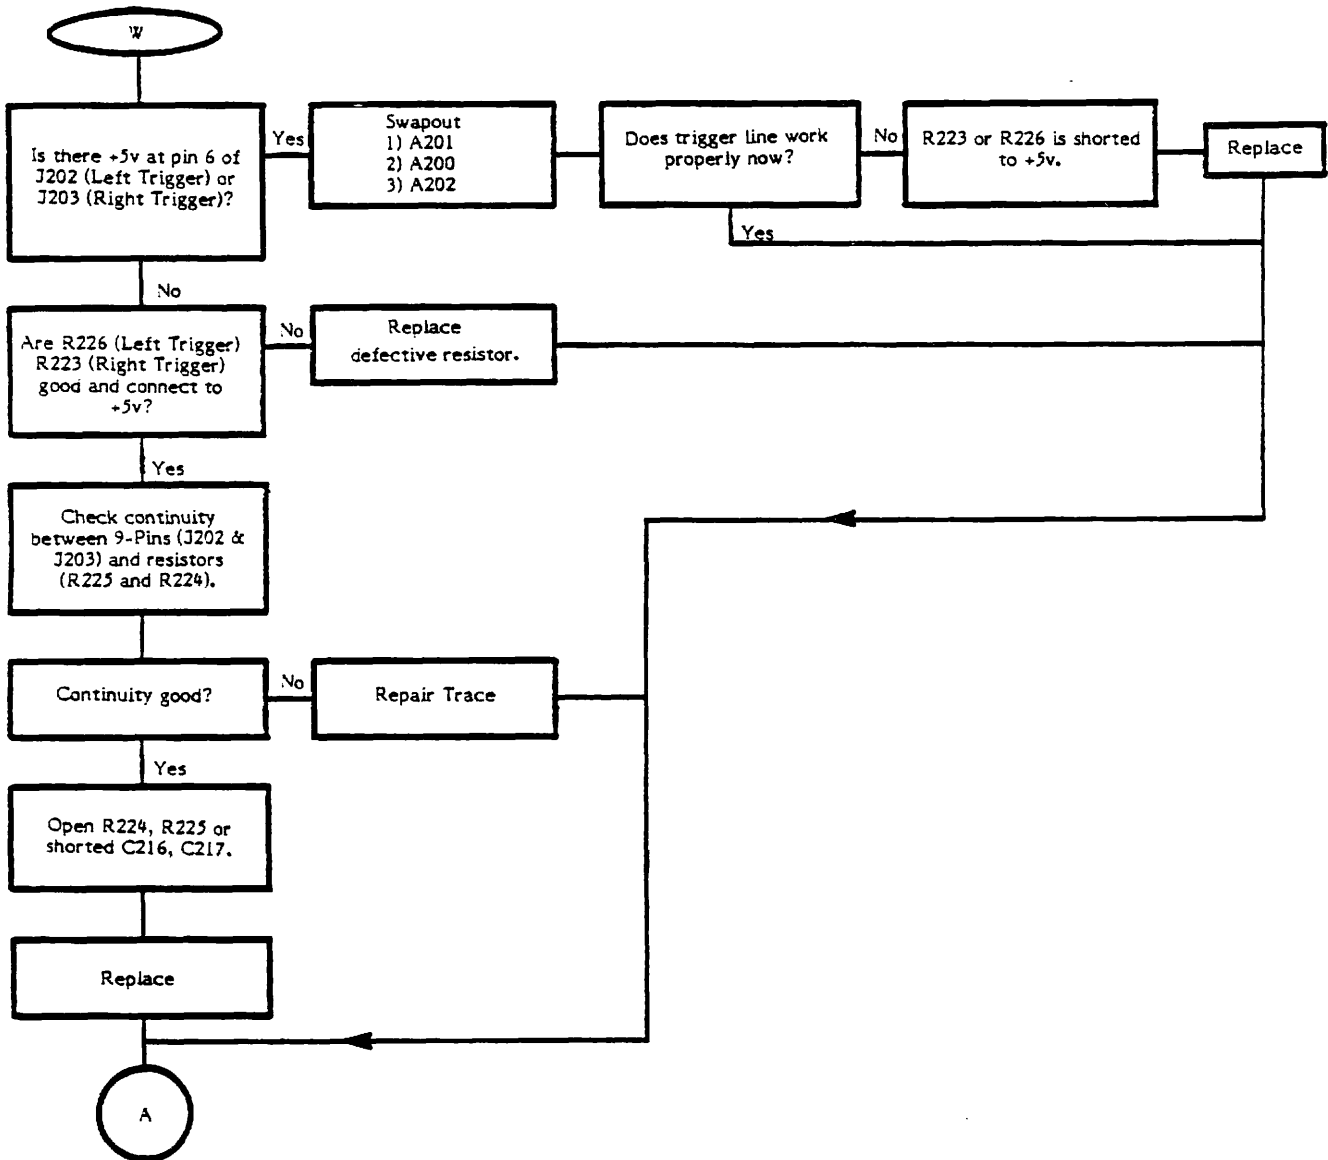 W
Is there +5v at pin 6 of
J202 (Left Trigger) or
J203 (Right Trigger)?
Yes
Swapout
1) A201
2) A200
3) A202
Does trigger line work
properly now?
No
R223 or R226 is shorted
to +5v.
Replace
Yes
No
Are R226 (Left Trigger)
R223 (Right Trigger)
good and connect to
+5v?
No
Replace
defective resistor.
Yes
Check continuity
between 9-Pins (J202 &
J203) and resistors
(R225 and R224).
Continuity good?
No
Repair Trace
Yes
Open R224, R225 or
shorted C216, C217.
Replace
A